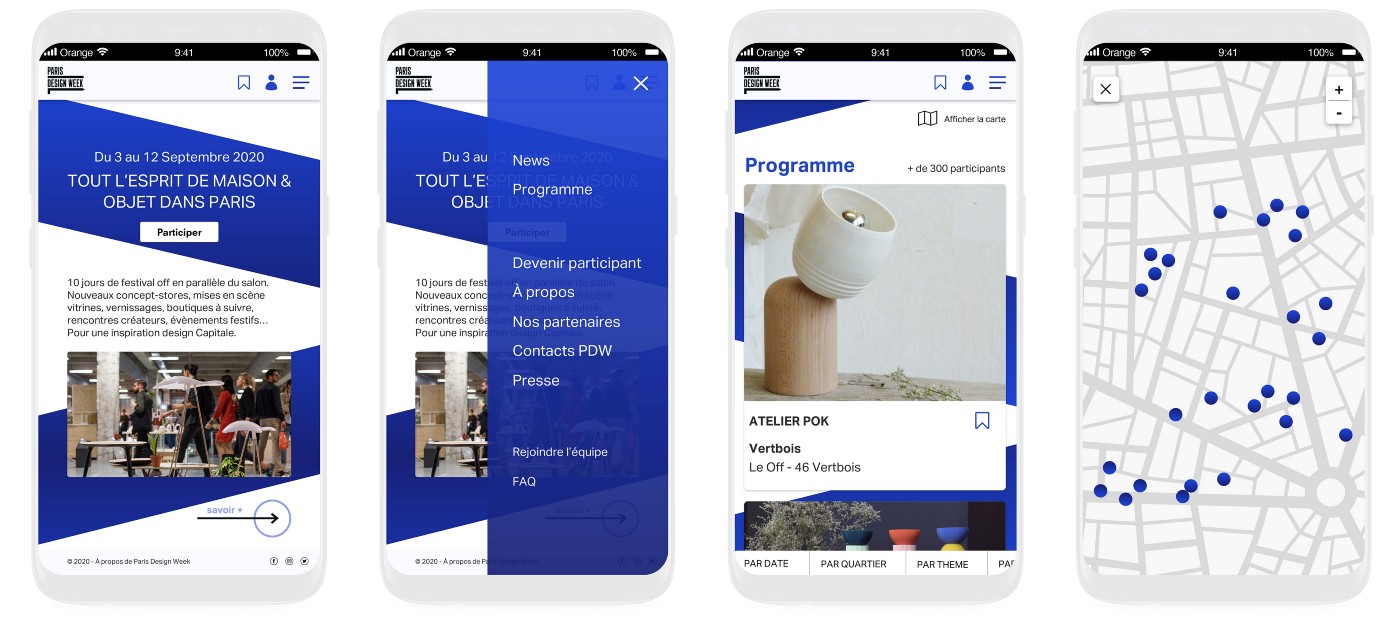 Orange 9:41 100%
PARIS
DESIGN WEEK
Du 3 au 12 Septembre 2020
TOUT L'ESPRIT DE MAISON &
OBJET DANS PARIS
Participer
10 jours de festival off en parallèle du salon.
Nouveaux concept-stores, mises en scène
vitrines, vernissages, boutiques à suivre,
rencontres créateurs, évènements festifs...
Pour une inspiration design Capitale.
savoir +
© 2020 - À propos de Paris Design Week
Orange 9:41 100%
PARIS
DESIGN WEEK
Du 3 au 12 Septembre 2020
TOUT L'ESPRIT DE MAISON &
OBJET DANS PARIS
Participer
10 jours de festival off en parallèle du salon.
Nouveaux concept-stores, mises en scène
vitrines, vernissages, boutiques à suivre,
rencontres créateurs, évènements festifs...
Pour une inspiration design Capitale.
savoir +
© 2020 - À propos de Paris Design Week
News
Programme
Devenir participant
À propos
Nos partenaires
Contacts PDW
Presse
Rejoindre l'équipe
FAQ
Orange 9:41 100%
PARIS
DESIGN WEEK
Afficher la carte
Programme
+ de 300 participants
ATELIER POK
Vertbois
Le Off - 46 Vertbois
PAR DATE PAR QUARTIER PAR THEME PAR
Orange 9:41 100%
+
-